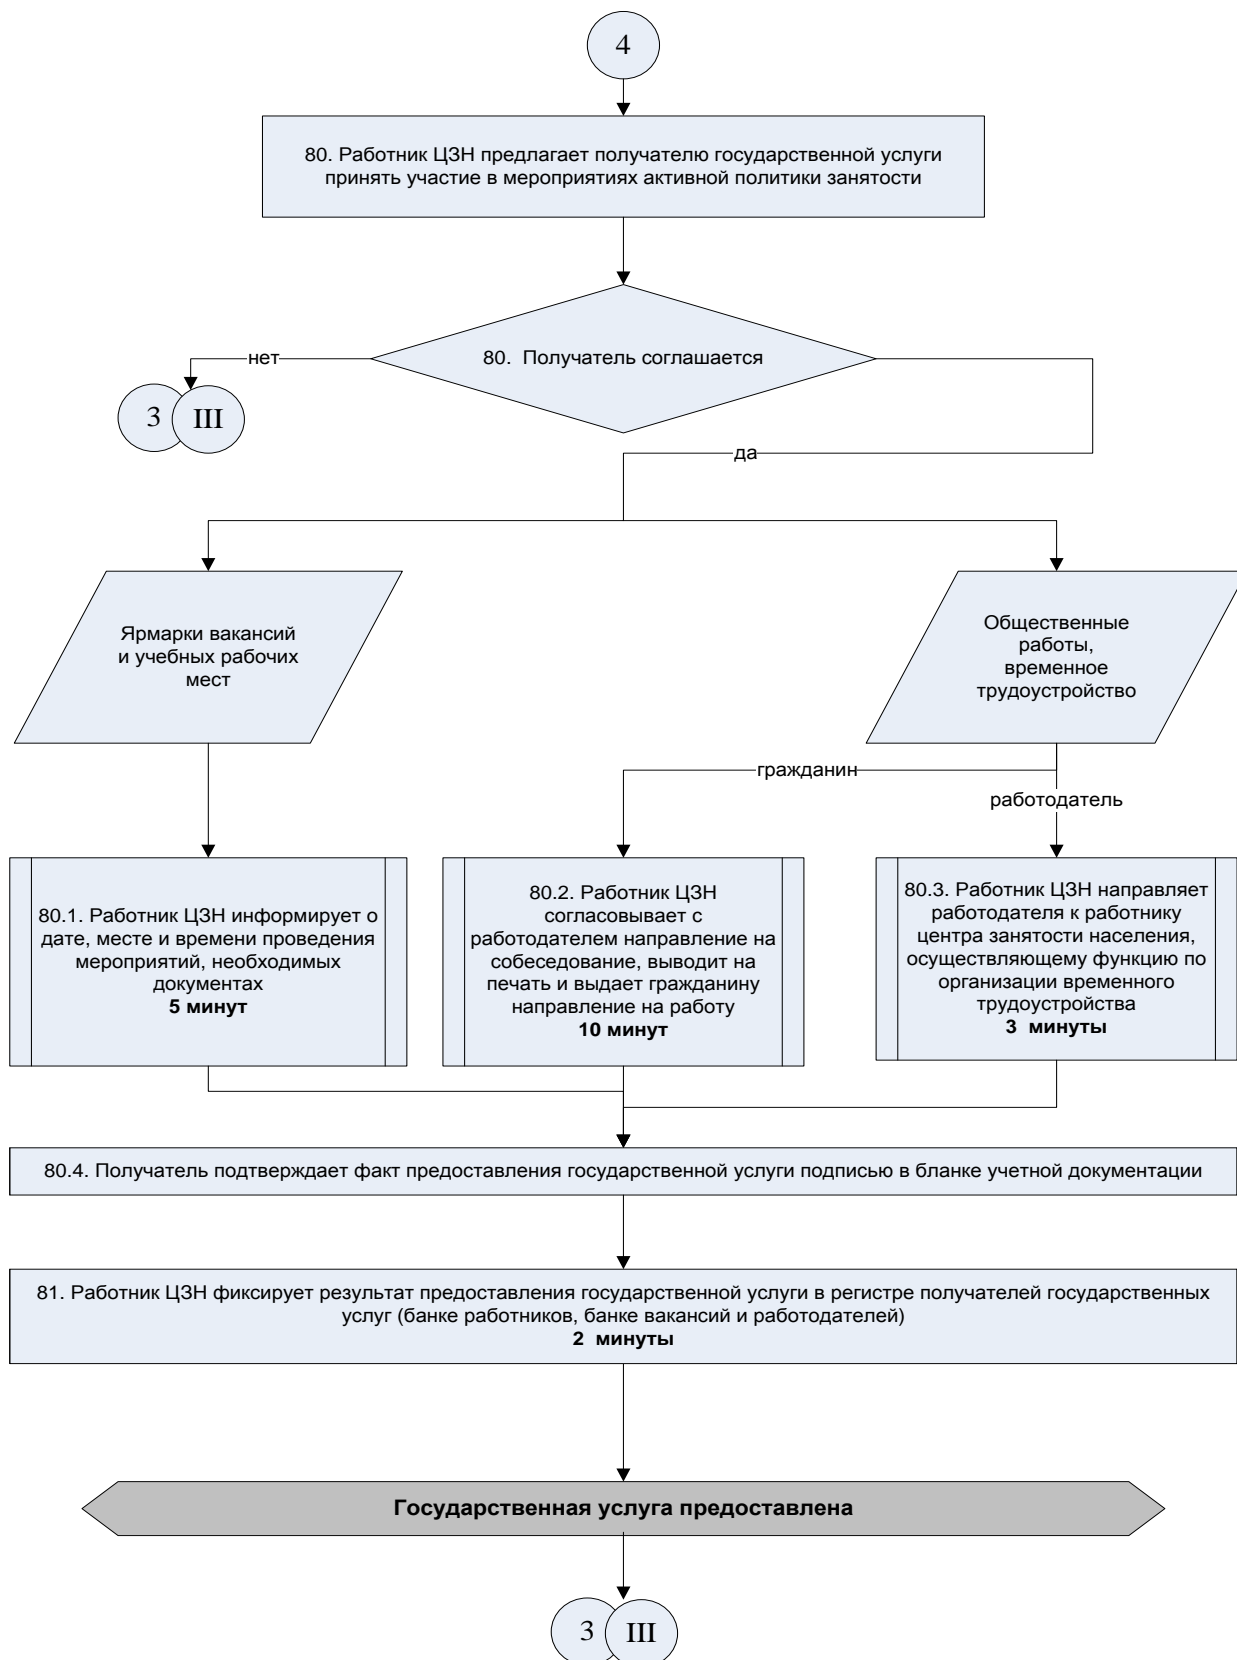 4
80. Работник ЦЗН предлагает получателю государственной услуги
принять участие в мероприятиях активной политики занятости
80.  Получатель соглашается
нет
3
III
да
Ярмарки вакансий
и учебных рабочих
мест
Общественные
работы,
временное
трудоустройство
гражданин
работодатель
80.1. Работник ЦЗН информирует о
дате, месте и времени проведения
мероприятий, необходимых
документах
5 минут
80.2. Работник ЦЗН
согласовывает с
работодателем направление на
собеседование, выводит на
печать и выдает гражданину
направление на работу
10 минут
80.3. Работник ЦЗН направляет
работодателя к работнику
центра занятости населения,
осуществляющему функцию по
организации временного
трудоустройства
3  минуты
80.4. Получатель подтверждает факт предоставления государственной услуги подписью в бланке учетной документации
81. Работник ЦЗН фиксирует результат предоставления государственной услуги в регистре получателей государственных
услуг (банке работников, банке вакансий и работодателей)
2  минуты
Государственная услуга предоставлена
3
III